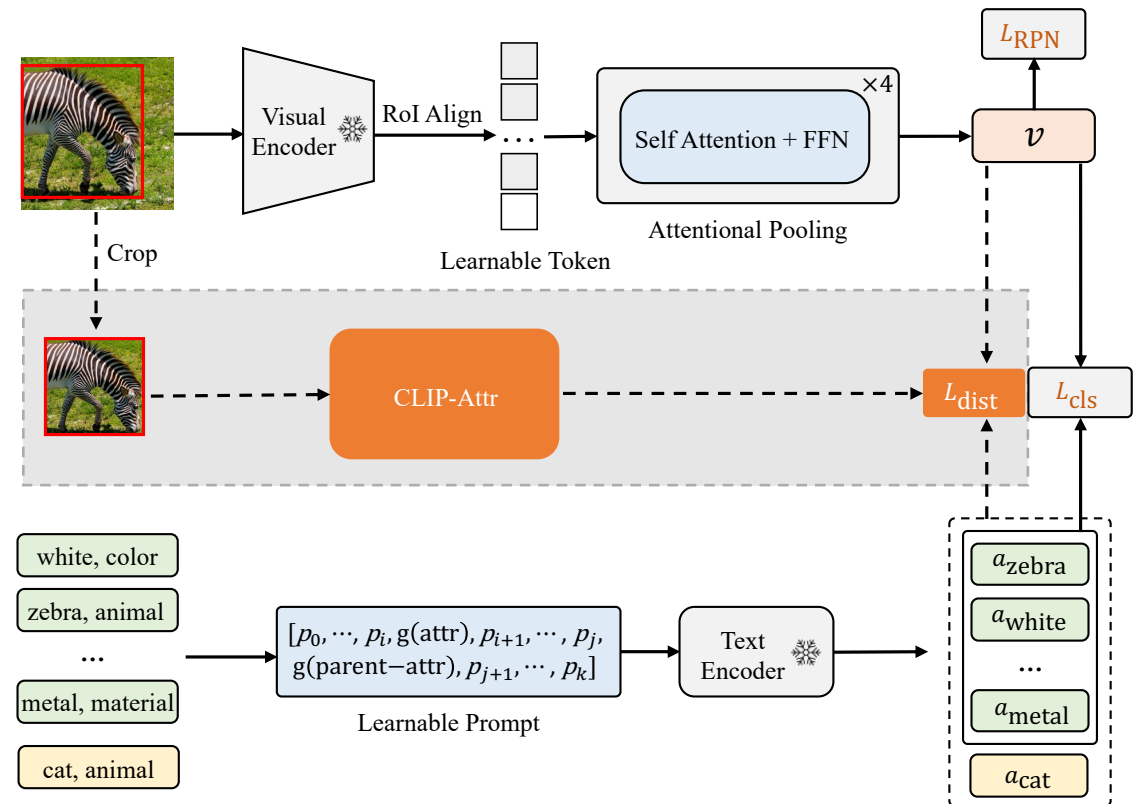 L_RPN
×4
Visual
Encoder
RoI Align
...
Self Attention + FFN
v
Attentional Pooling
Learnable Token
Crop
CLIP-Attr
L_dist
L_cls
white, color
zebra, animal
...
metal, material
cat, animal
[p_0, ⋯, p_i, g(attr), p_{i+1}, ⋯, p_j,
g(parent−attr), p_{j+1}, ⋯, p_k]
Learnable Prompt
Text
Encoder
a_zebra
a_white
...
a_metal
a_cat